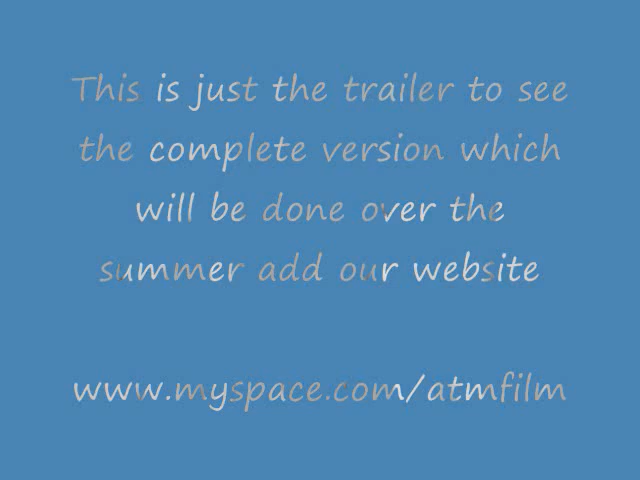 This is just the trailer to see
the complete version which
will be done over the
summer add our website
www.myspace.com/atmfilm